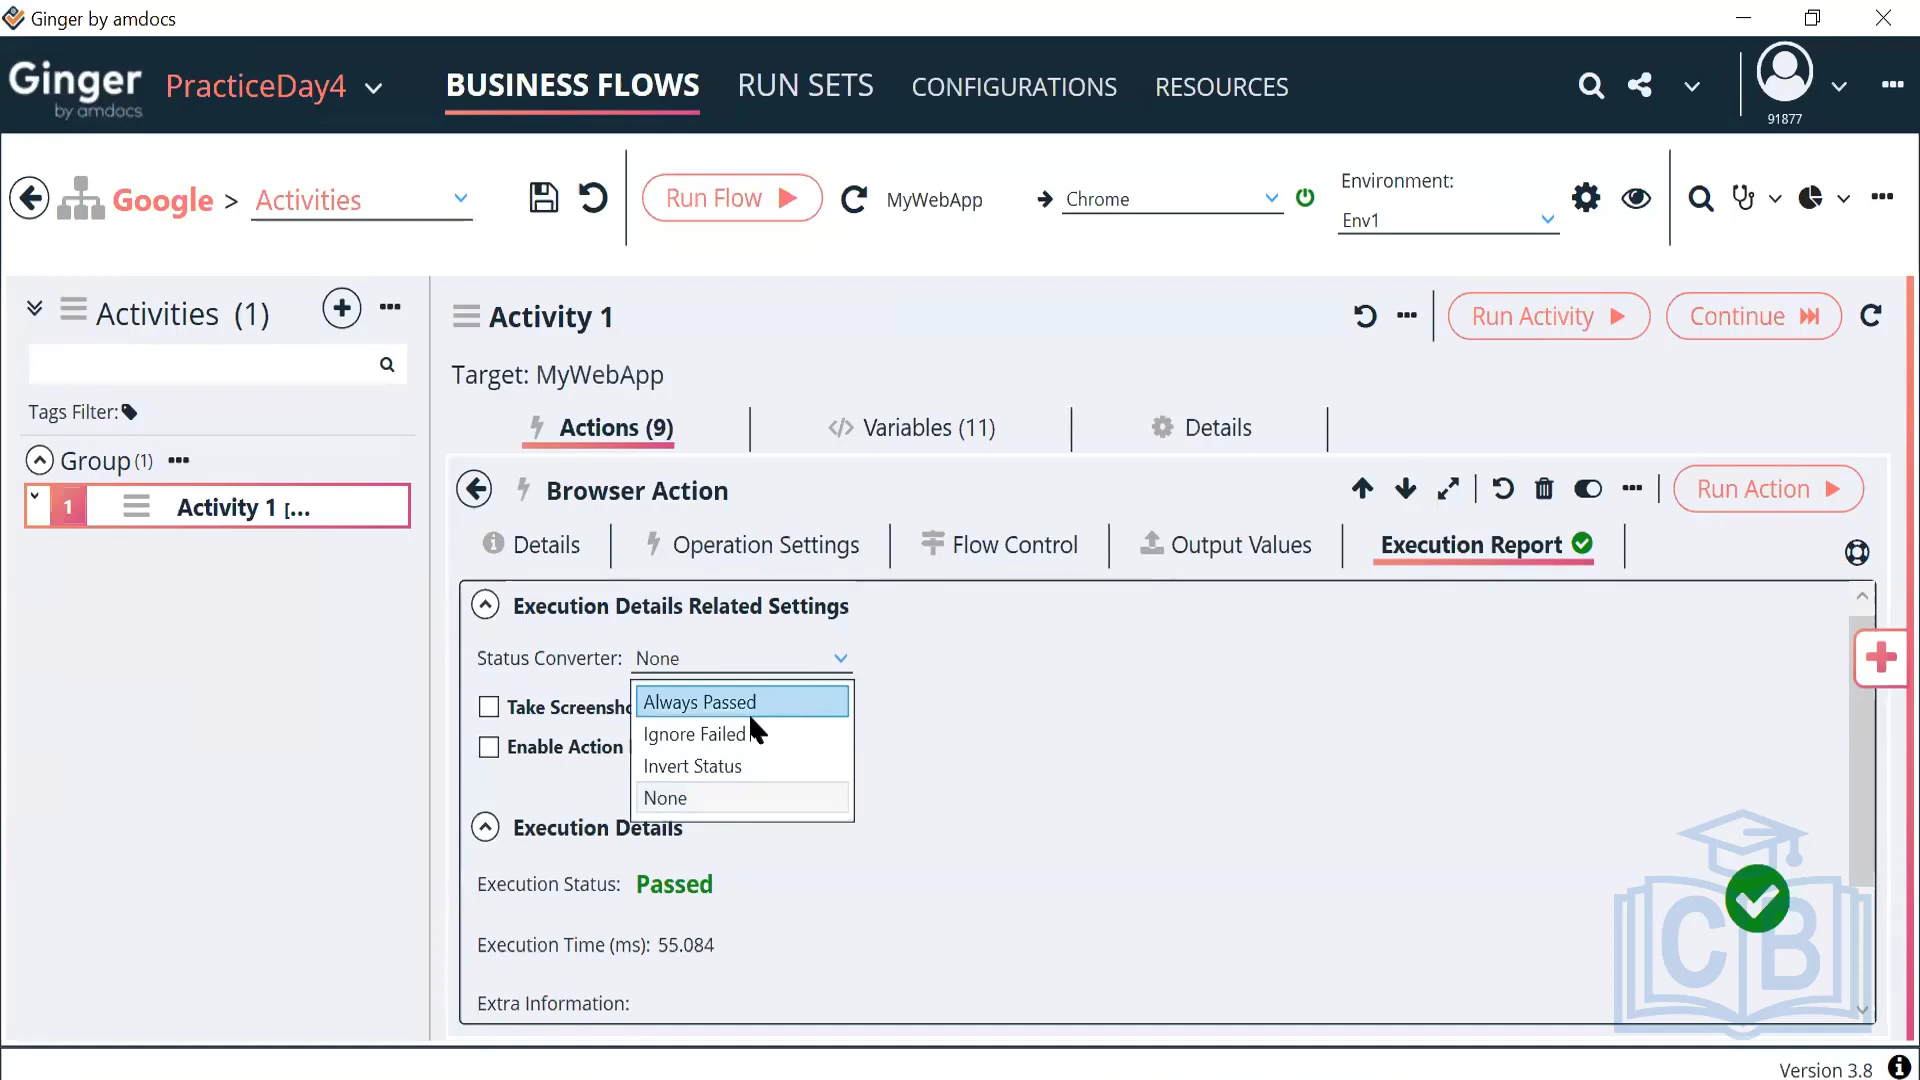 Ginger by amdocs
Ginger by amdocs PracticeDay4 BUSINESS FLOWS RUN SETS CONFIGURATIONS RESOURCES 91877
Google > Activities Run Flow MyWebApp Chrome Environment: Env1
Activities (1)
Tags Filter:
Group (1)
1 Activity 1 [...
Activity 1 Run Activity Continue
Target: MyWebApp
Actions (9) Variables (11) Details
Browser Action Run Action
Details Operation Settings Flow Control Output Values Execution Report
Execution Details Related Settings
Status Converter: None
Always Passed
Ignore Failed
Invert Status
None
Take Screensho
Enable Action
Execution Details
Execution Status: Passed
Execution Time (ms): 55.084
Extra Information:
CB
Version 3.8